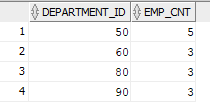 DEPARTMENT_ID EMP_CNT
1 50 5
2 60 3
3 80 3
4 90 3